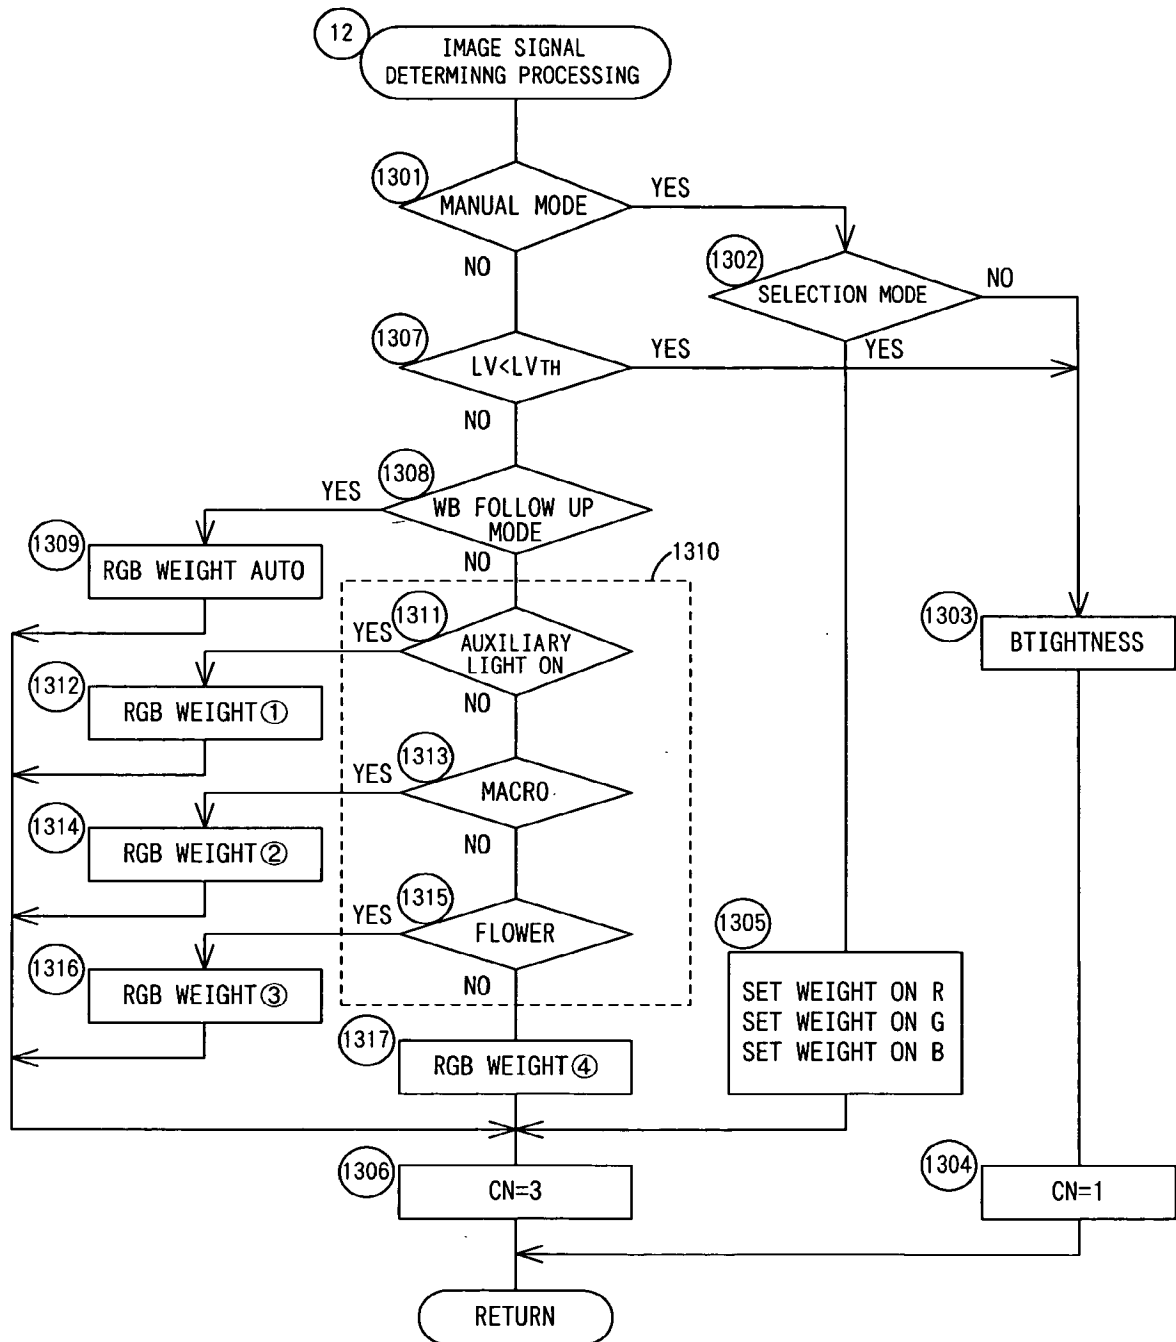 12
IMAGE SIGNAL
DETERMINNG PROCESSING
1301
MANUAL MODE
YES
NO
1302
SELECTION MODE
NO
YES
1307
LV<LVTH
YES
NO
1308
WB FOLLOW UP
MODE
YES
NO
1309
RGB WEIGHT AUTO
1310
1311
AUXILIARY
LIGHT ON
YES
NO
1303
BTIGHTNESS
1312
RGB WEIGHT①
1313
MACRO
YES
NO
1314
RGB WEIGHT②
1315
FLOWER
YES
NO
1305
SET WEIGHT ON R
SET WEIGHT ON G
SET WEIGHT ON B
1316
RGB WEIGHT③
1317
RGB WEIGHT④
1306
CN=3
1304
CN=1
RETURN